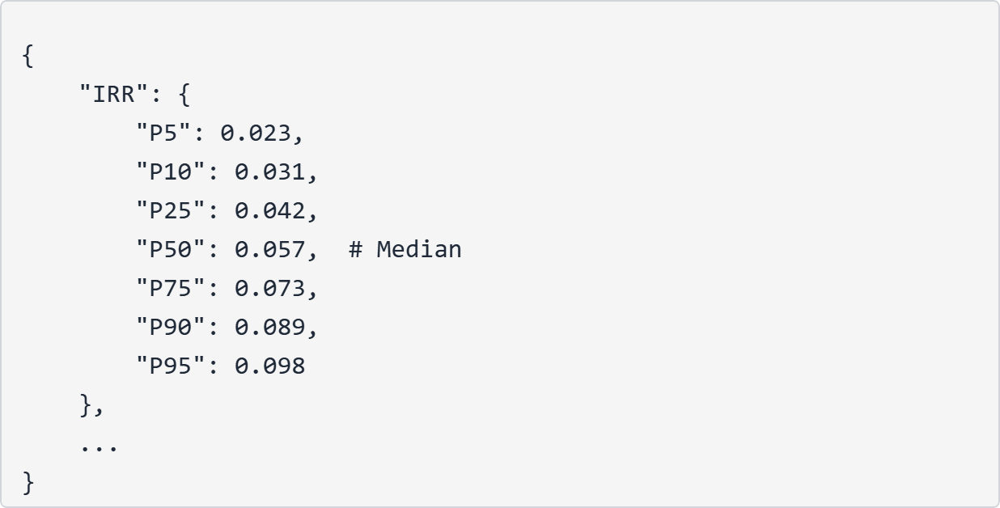 {
    "IRR": {
        "P5": 0.023,
        "P10": 0.031,
        "P25": 0.042,
        "P50": 0.057,  # Median
        "P75": 0.073,
        "P90": 0.089,
        "P95": 0.098
    },
    ...
}